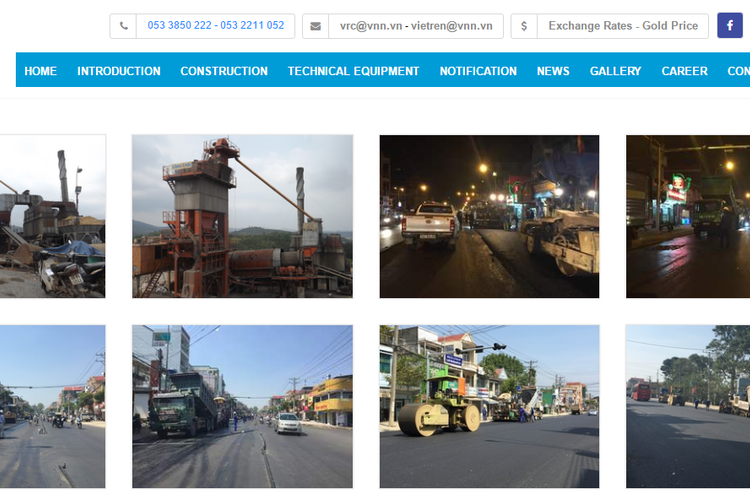 053 3850 222 - 053 2211 052
vrc@vnn.vn - vietren@vnn.vn
$ Exchange Rates - Gold Price
f
HOME INTRODUCTION CONSTRUCTION TECHNICAL EQUIPMENT NOTIFICATION NEWS GALLERY CAREER CON